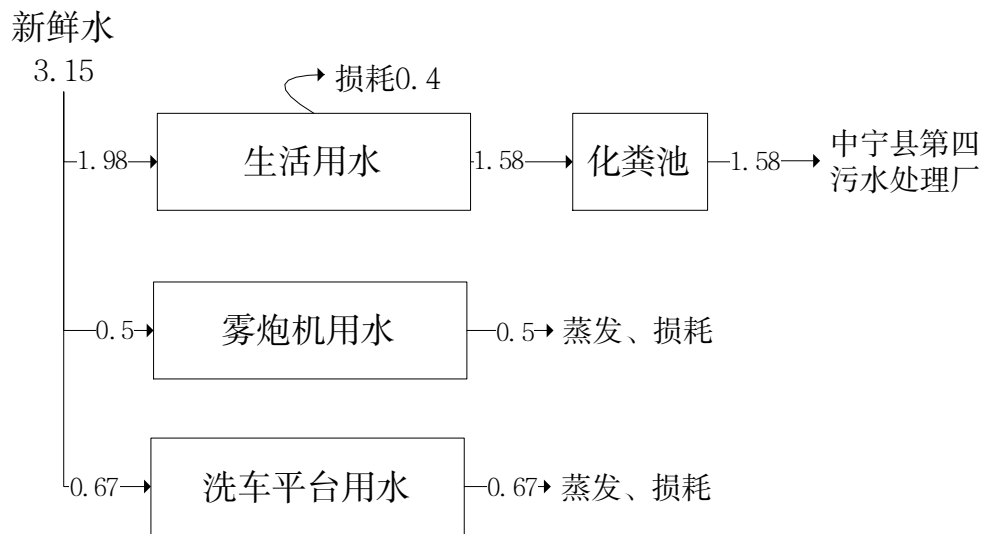 新鲜水
3.15
损耗0.4
1.98
生活用水
1.58
化粪池
1.58
中宁县第四
污水处理厂
0.5
雾炮机用水
0.5
蒸发、损耗
0.67
洗车平台用水
0.67
蒸发、损耗